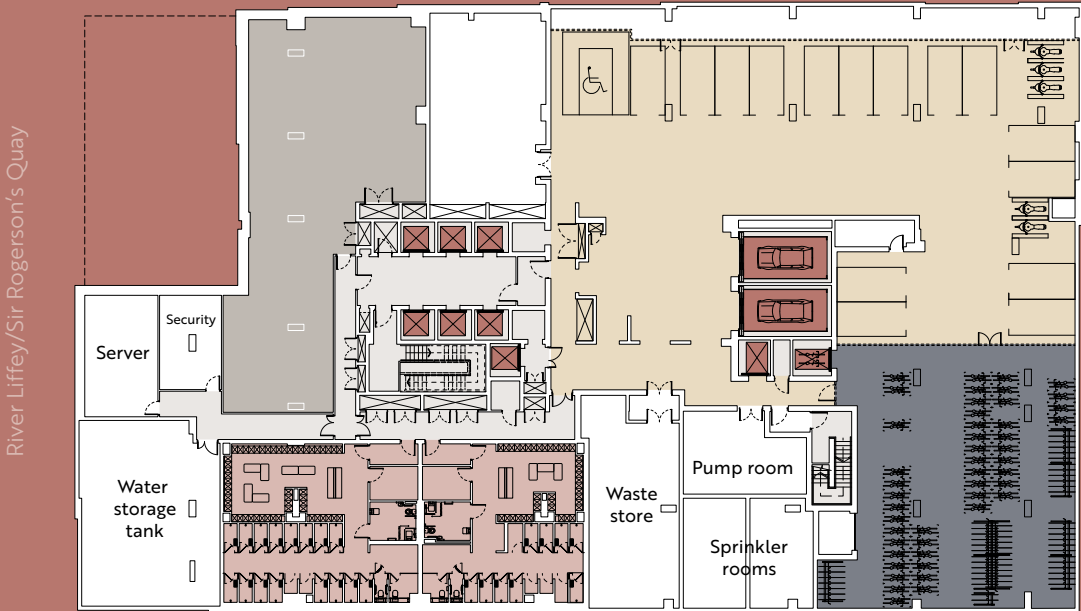 River Liffey/Sir Rogerson's Quay
Server
Security
Water
storage
tank
Waste
store
Pump room
Sprinkler
rooms